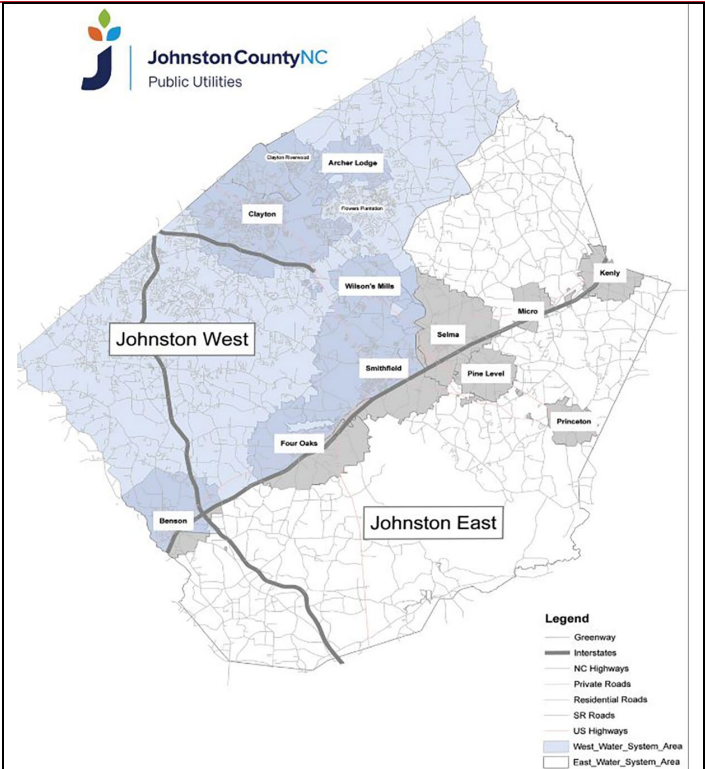 Johnston County NC
Public Utilities
Clayton Riverwood
Archer Lodge
Clayton
Flowers Plantation
Kenly
Wilson's Mills
Micro
Johnston West
Selma
Smithfield
Pine Level
Princeton
Four Oaks
Benson
Johnston East
Legend
Greenway
Interstates
NC Highways
Private Roads
Residential Roads
SR Roads
US Highways
West_Water_System_Area
East_Water_System_Area